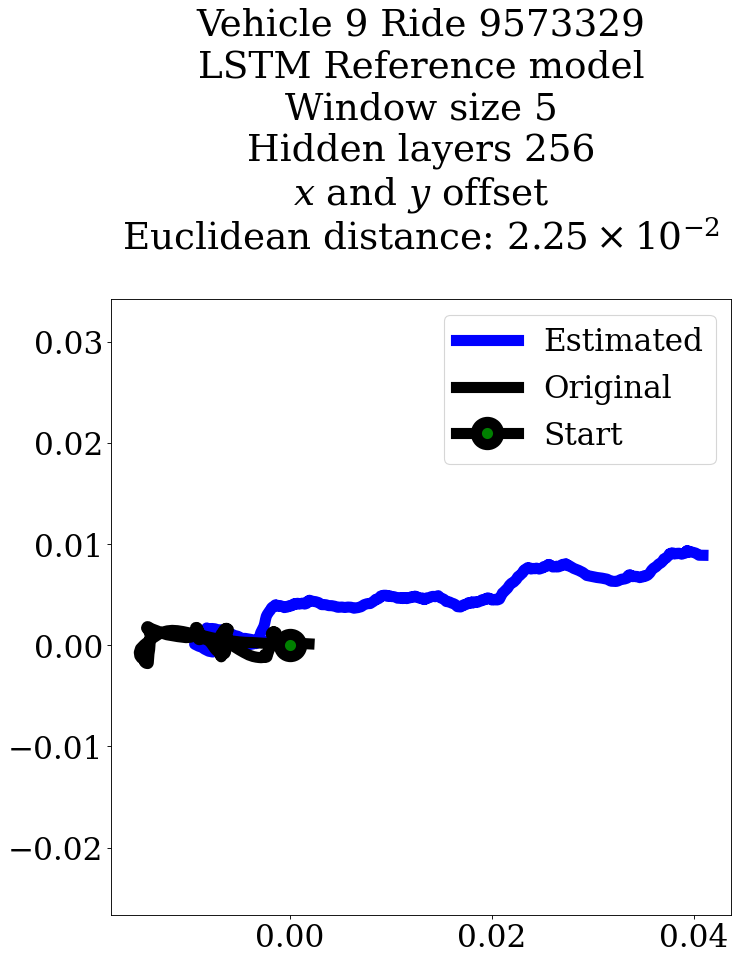 Vehicle 9 Ride 9573329
LSTM Reference model
Window size 5
Hidden layers 256
x and y offset
Euclidean distance: 2.25 × 10⁻²
Estimated
Original
Start
0.03
0.02
0.01
0.00
−0.01
−0.02
0.00 0.02 0.04